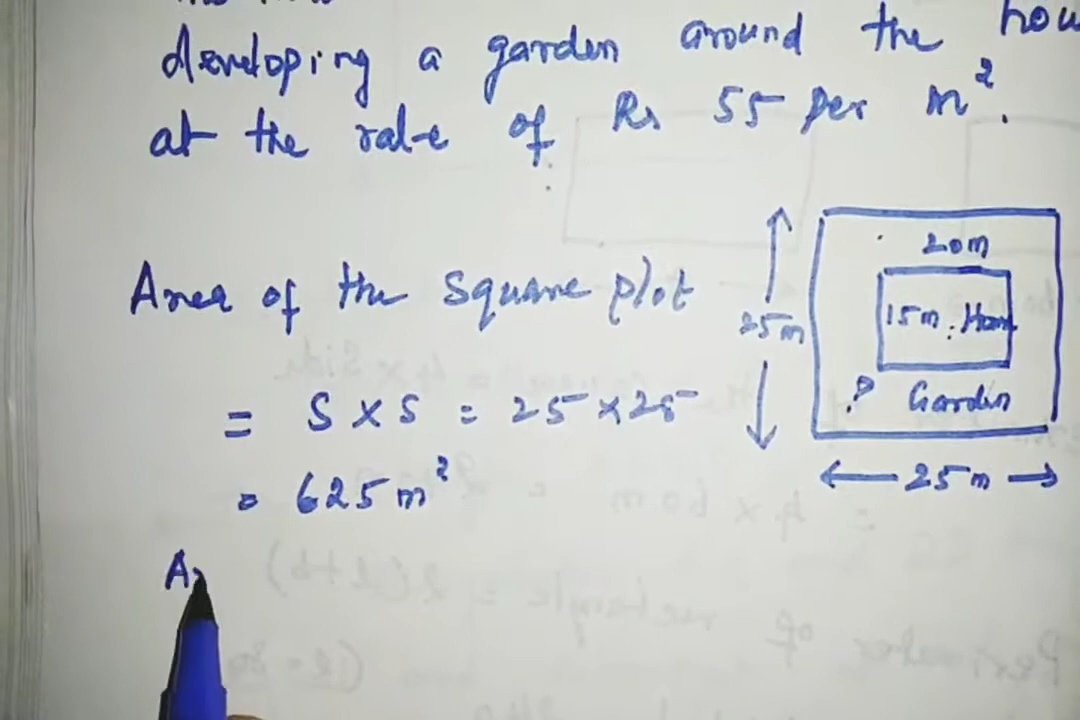 developing a garden around the hou
at the rate of Rs 55 per m².
20m
Area of the square plot
25m
15m House
= S × S = 25 × 25
? Garden
= 625 m²
25m
Ar